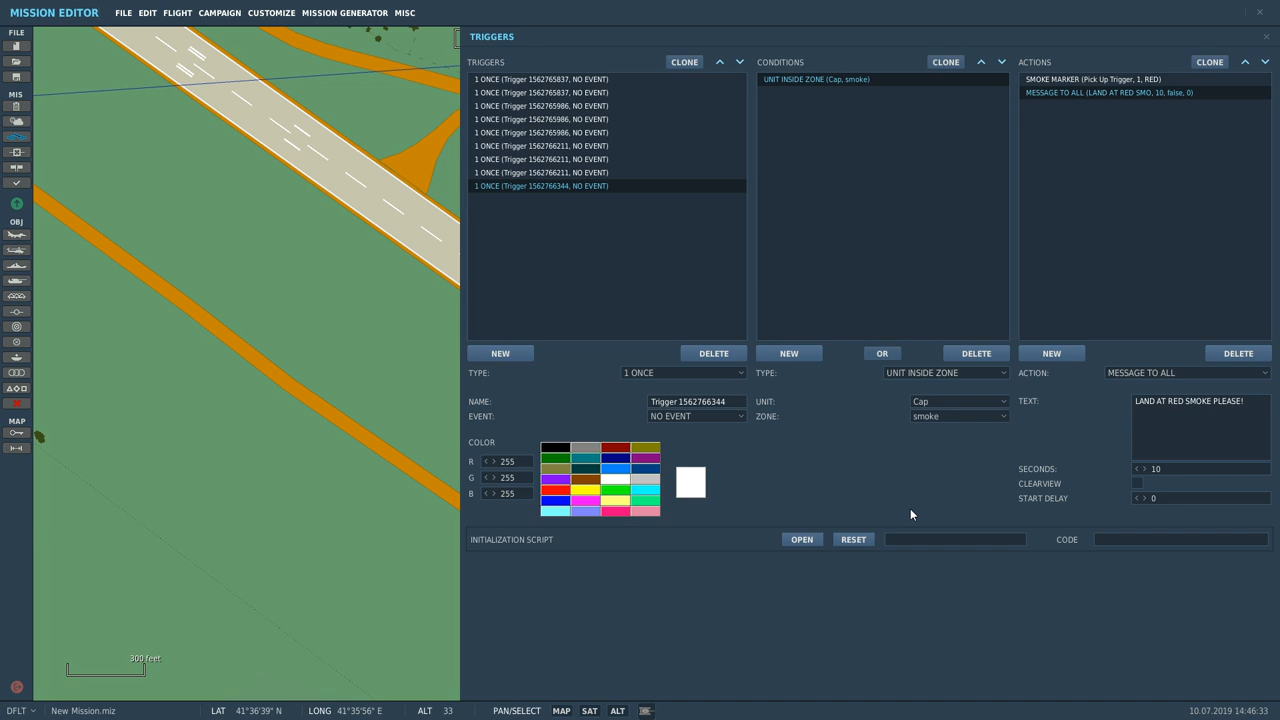 MISSION EDITOR FILE EDIT FLIGHT CAMPAIGN CUSTOMIZE MISSION GENERATOR MISC
FILE
MIS
OBJ
MAP
300 feet
TRIGGERS
TRIGGERS CLONE
1 ONCE (Trigger 1562765837, NO EVENT)
1 ONCE (Trigger 1562765837, NO EVENT)
1 ONCE (Trigger 1562765986, NO EVENT)
1 ONCE (Trigger 1562765986, NO EVENT)
1 ONCE (Trigger 1562765986, NO EVENT)
1 ONCE (Trigger 1562766211, NO EVENT)
1 ONCE (Trigger 1562766211, NO EVENT)
1 ONCE (Trigger 1562766211, NO EVENT)
1 ONCE (Trigger 1562766344, NO EVENT)
NEW DELETE
TYPE: 1 ONCE
NAME: Trigger 1562766344
EVENT: NO EVENT
COLOR
R 255
G 255
B 255
CONDITIONS CLONE
UNIT INSIDE ZONE (Cap, smoke)
NEW OR DELETE
TYPE: UNIT INSIDE ZONE
UNIT: Cap
ZONE: smoke
ACTIONS CLONE
SMOKE MARKER (Pick Up Trigger, 1, RED)
MESSAGE TO ALL (LAND AT RED SMO, 10, false, 0)
NEW DELETE
ACTION: MESSAGE TO ALL
TEXT: LAND AT RED SMOKE PLEASE!
SECONDS: 10
CLEARVIEW
START DELAY 0
INITIALIZATION SCRIPT OPEN RESET CODE
DFLT New Mission.miz LAT 41°36'39" N LONG 41°35'56" E ALT 33 PAN/SELECT MAP SAT ALT 10.07.2019 14:46:33